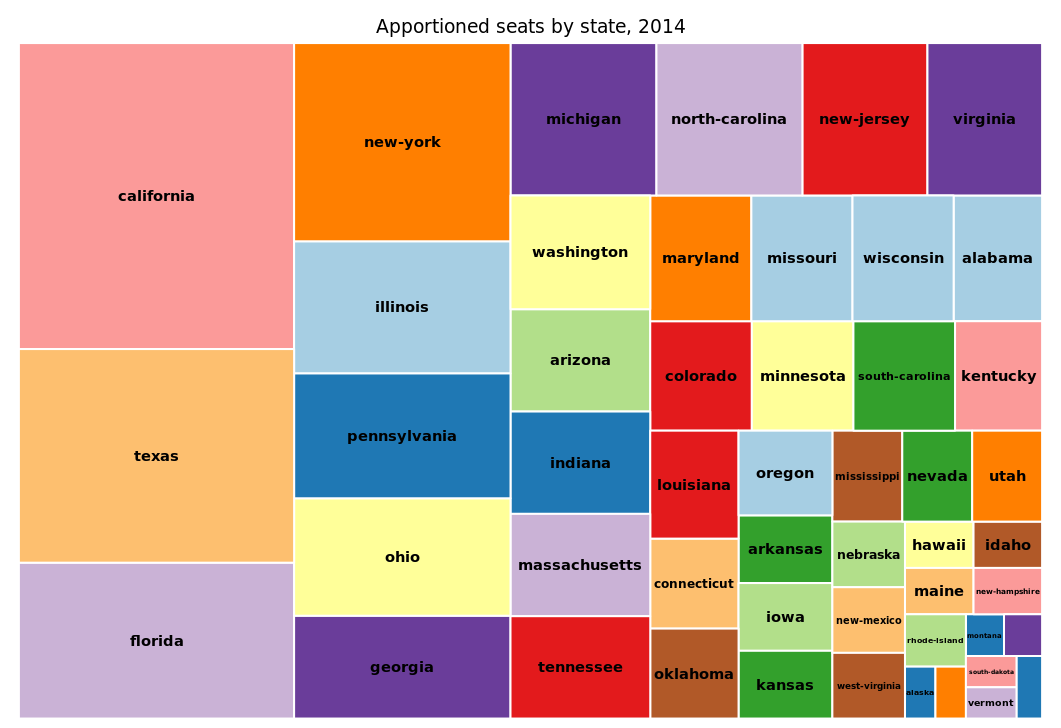 Apportioned seats by state, 2014
california
texas
florida
new-york
illinois
pennsylvania
ohio
georgia
michigan
north-carolina
new-jersey
virginia
washington
arizona
indiana
massachusetts
tennessee
maryland
missouri
wisconsin
alabama
colorado
minnesota
south-carolina
kentucky
louisiana
connecticut
oklahoma
oregon
arkansas
iowa
kansas
mississippi
nevada
utah
nebraska
new-mexico
west-virginia
hawaii
idaho
maine
new-hampshire
rhode-island
alaska
montana
south-dakota
vermont